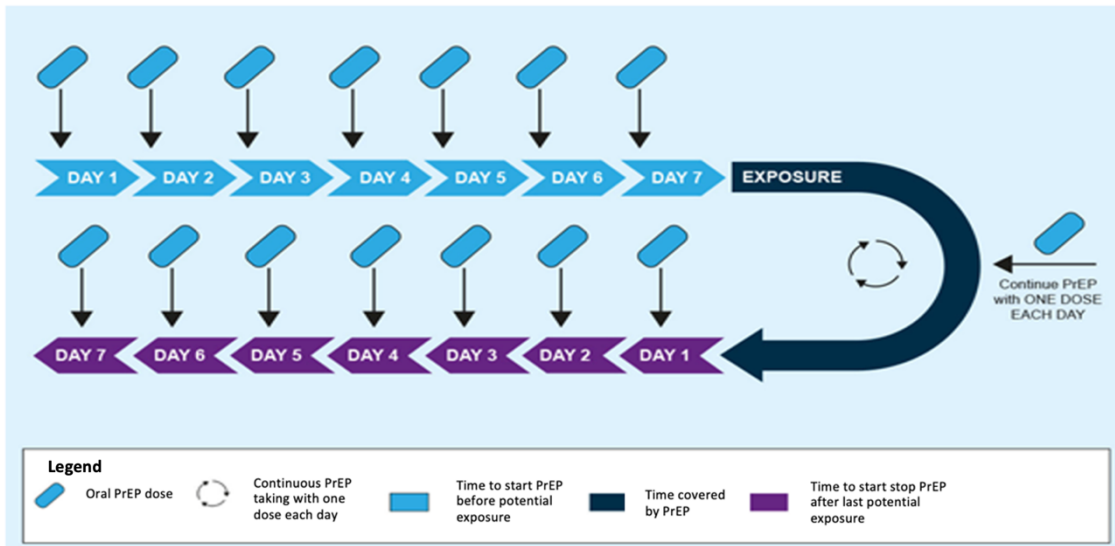 DAY 1 DAY 2 DAY 3 DAY 4 DAY 5 DAY 6 DAY 7 EXPOSURE
Continue PrEP
with ONE DOSE
EACH DAY
DAY 7 DAY 6 DAY 5 DAY 4 DAY 3 DAY 2 DAY 1
Legend
Oral PrEP dose
Continuous PrEP
taking with one
dose each day
Time to start PrEP
before potential
exposure
Time covered
by PrEP
Time to start stop PrEP
after last potential
exposure